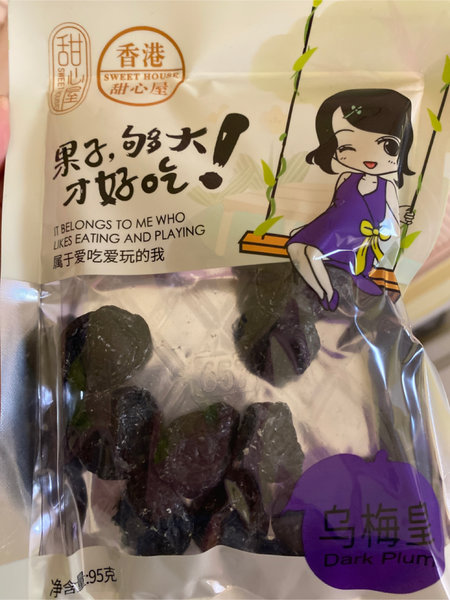 甜心屋
SWEET HOUSE
香港
SWEET HOUSE
甜心屋
果子,够大
才好吃!
IT BELONGS TO ME WHO
LIKES EATING AND PLAYING
属于爱吃爱玩的我
乌梅皇
Dark Plum
净含量:95克